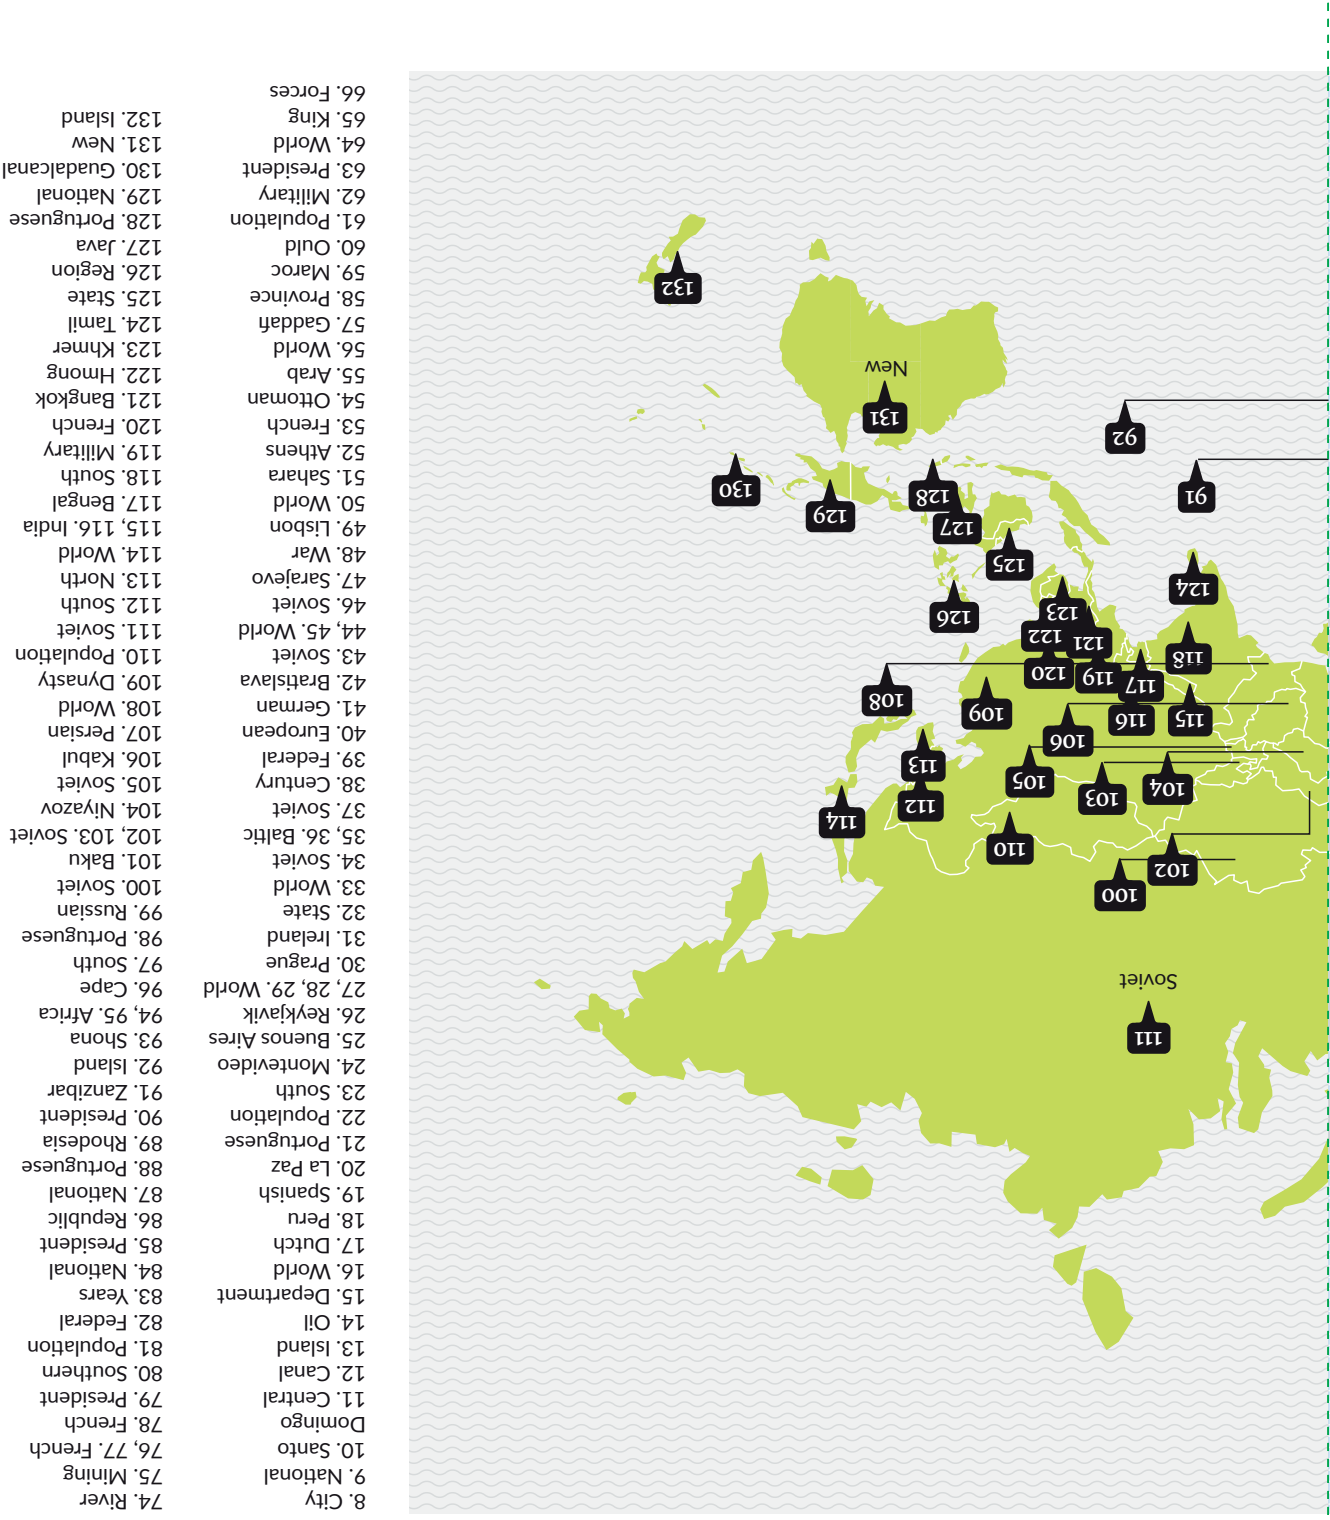 111
Soviet
100
102
110
114
112
103
104
105
113
106
115
116
109
108
117
119
120
118
121
122
126
123
124
125
127
129
91
128
130
92
131
New
132
8. City
9. National
10. Santo
Domingo
11. Central
12. Canal
13. Island
14. Oil
15. Department
16. World
17. Dutch
18. Peru
19. Spanish
20. La Paz
21. Portuguese
22. Population
23. South
24. Montevideo
25. Buenos Aires
26. Reykjavik
27, 28, 29. World
30. Prague
31. Ireland
32. State
33. World
34. Soviet
35, 36. Baltic
37. Soviet
38. Century
39. Federal
40. European
41. German
42. Bratislava
43. Soviet
44, 45. World
46. Soviet
47. Sarajevo
48. War
49. Lisbon
50. World
51. Sahara
52. Athens
53. French
54. Ottoman
55. Arab
56. World
57. Gaddafi
58. Province
59. Maroc
60. Ould
61. Population
62. Military
63. President
64. World
65. King
66. Forces
74. River
75. Mining
76, 77. French
78. French
79. President
80. Southern
81. Population
82. Federal
83. Years
84. National
85. President
86. Republic
87. National
88. Portuguese
89. Rhodesia
90. President
91. Zanzibar
92. Island
93. Shona
94, 95. Africa
96. Cape
97. South
98. Portuguese
99. Russian
100. Soviet
101. Baku
102, 103. Soviet
104. Niyazov
105. Soviet
106. Kabul
107. Persian
108. World
109. Dynasty
110. Population
111. Soviet
112. South
113. North
114. World
115, 116. India
117. Bengal
118. South
119. Military
120. French
121. Bangkok
122. Hmong
123. Khmer
124. Tamil
125. State
126. Region
127. Java
128. Portuguese
129. National
130. Guadalcanal
131. New
132. Island